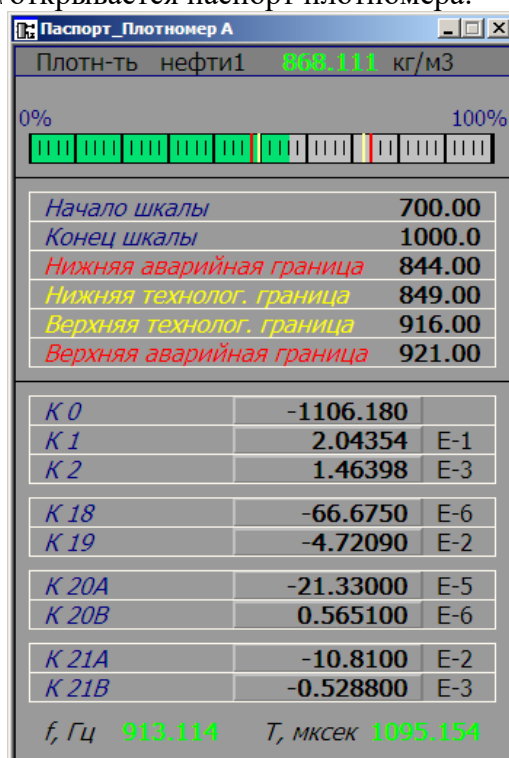 открывается паспорт плотномера.
Паспорт_Плотномер А
Плотн-ть нефти1 868.111 кг/м3
0% 100%
Начало шкалы 700.00
Конец шкалы 1000.0
Нижняя аварийная граница 844.00
Нижняя технолог. граница 849.00
Верхняя технолог. граница 916.00
Верхняя аварийная граница 921.00
К 0 -1106.180
К 1 2.04354 Е-1
К 2 1.46398 Е-3
К 18 -66.6750 Е-6
К 19 -4.72090 Е-2
К 20А -21.33000 Е-5
К 20В 0.565100 Е-6
К 21А -10.8100 Е-2
К 21В -0.528800 Е-3
f, Гц 913.114 Т, мксек 1095.154